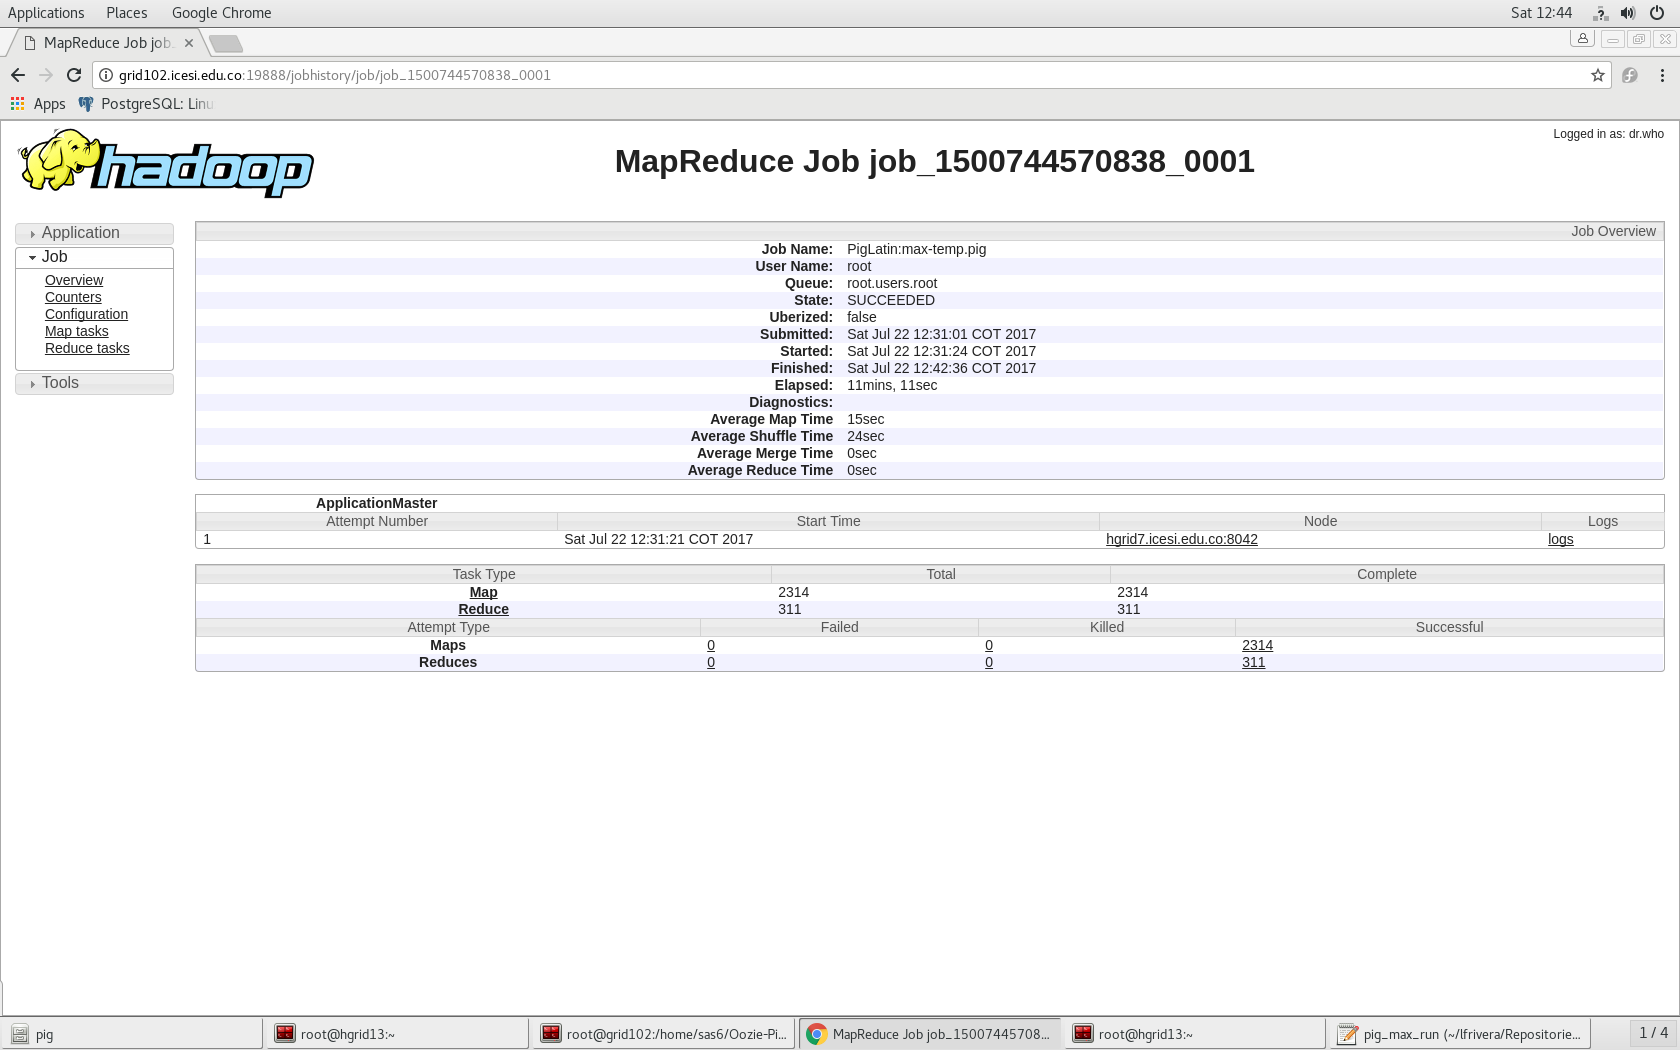 Applications Places Google Chrome Sat 12:44
MapReduce Job job_
grid102.icesi.edu.co:19888/jobhistory/job/job_1500744570838_0001
Apps PostgreSQL: Linu
hadoop
MapReduce Job job_1500744570838_0001
Logged in as: dr.who
Application
Job
Overview
Counters
Configuration
Map tasks
Reduce tasks
Tools
Job Overview
Job Name: PigLatin:max-temp.pig
User Name: root
Queue: root.users.root
State: SUCCEEDED
Uberized: false
Submitted: Sat Jul 22 12:31:01 COT 2017
Started: Sat Jul 22 12:31:24 COT 2017
Finished: Sat Jul 22 12:42:36 COT 2017
Elapsed: 11mins, 11sec
Diagnostics:
Average Map Time 15sec
Average Shuffle Time 24sec
Average Merge Time 0sec
Average Reduce Time 0sec
ApplicationMaster
Attempt Number Start Time Node Logs
1 Sat Jul 22 12:31:21 COT 2017 hgrid7.icesi.edu.co:8042 logs
Task Type Total Complete
Map 2314 2314
Reduce 311 311
Attempt Type Failed Killed Successful
Maps 0 0 2314
Reduces 0 0 311
pig root@hgrid13:~ root@grid102:/home/sas6/Oozie-Pi... MapReduce Job job_15007445708... root@hgrid13:~ pig_max_run (~/lfrivera/Repositorie... 1 / 4